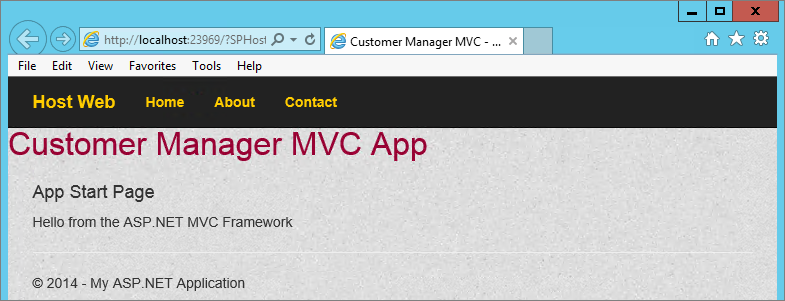 http://localhost:23969/?SPHost
Customer Manager MVC - ...
File Edit View Favorites Tools Help
Host Web Home About Contact
Customer Manager MVC App
App Start Page
Hello from the ASP.NET MVC Framework
© 2014 - My ASP.NET Application